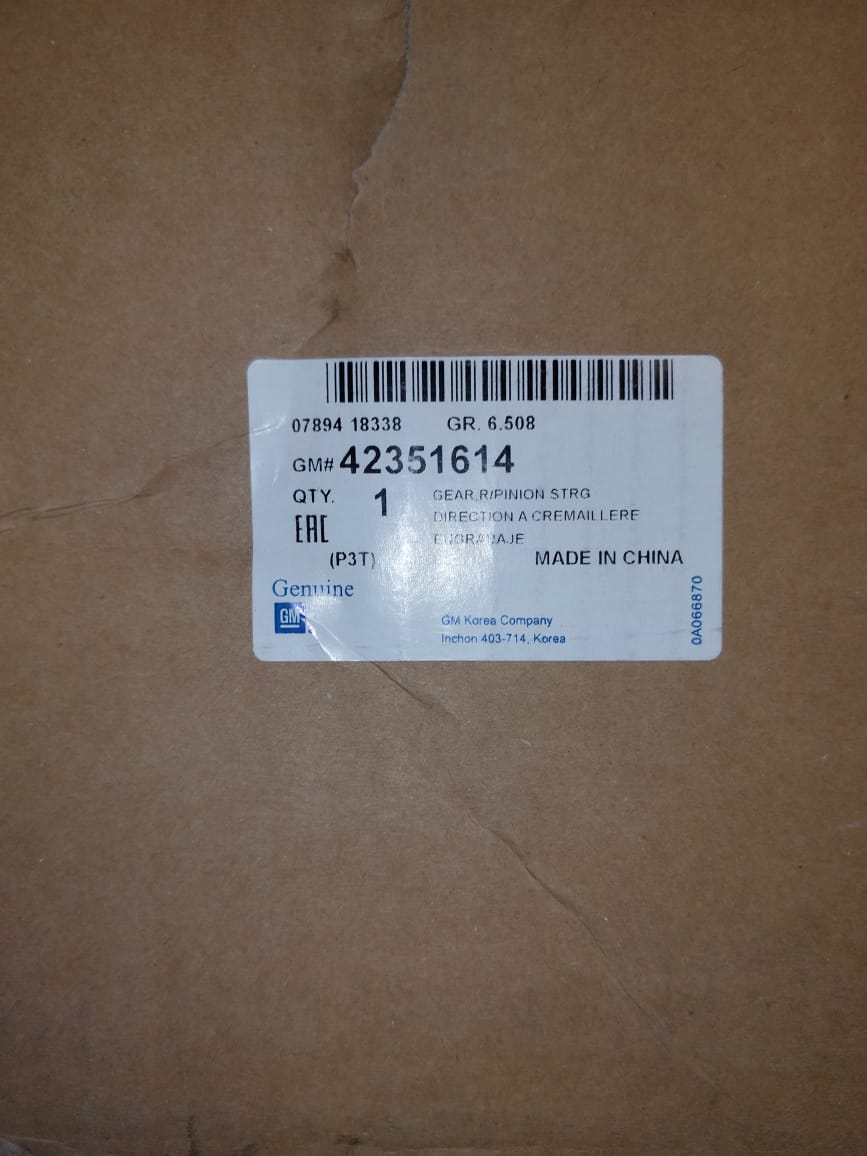 07894 18338 GR. 6.508
GM# 42351614
QTY. 1 GEAR,R/PINION STRG
DIRECTION A CREMAILLERE
EAC ENGRANAJE
(P3T) MADE IN CHINA
Genuine
GM GM Korea Company
Inchon 403-714, Korea
0A066870